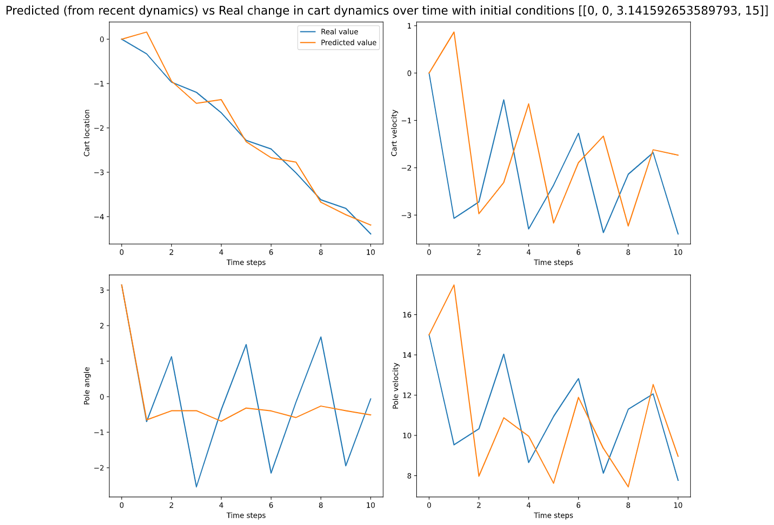 Predicted (from recent dynamics) vs Real change in cart dynamics over time with initial conditions [[0, 0, 3.141592653589793, 15]]
Real value
Predicted value
Cart location
0
−1
−2
−3
−4
0 2 4 6 8 10
Time steps
Cart velocity
1
0
−1
−2
−3
0 2 4 6 8 10
Time steps
Pole angle
3
2
1
0
−1
−2
0 2 4 6 8 10
Time steps
Pole velocity
16
14
12
10
8
0 2 4 6 8 10
Time steps